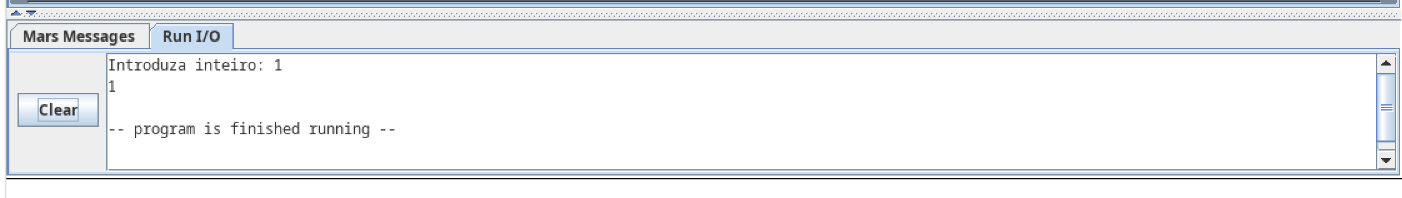 Mars Messages Run I/O
Introduza inteiro: 1
1
Clear
-- program is finished running --